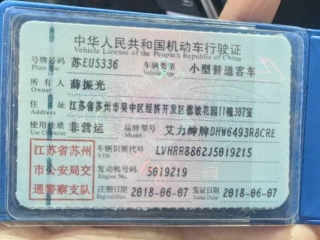 中华人民共和国机动车行驶证
Vehicle License of the People's Republic of China
号牌号码 苏EUS336 车辆类型 小型普通客车
Plate No. Vehicle Type
所有人 薛振光
Owner
住址 江苏省苏州市吴中区经济开发区德敏花园11幢307室
Address
使用性质 非营运 品牌型号 艾力绅牌DHW6493R8CRE
Use Character Model
江苏省苏州 车辆识别代号 LVHRR8862J5019215
VIN
市公安局交 发动机号码 5019219
Engine No.
通警察支队 注册日期 2018-06-07 发证日期 2018-06-07
Register Date Issue Date